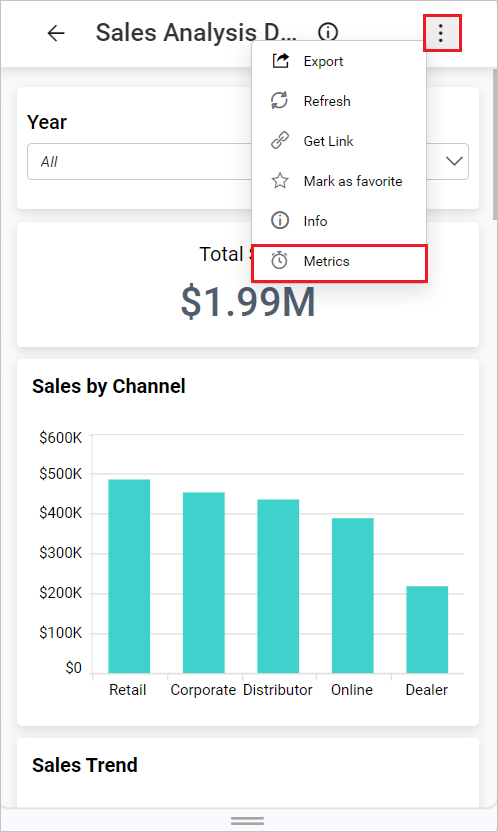 Sales Analysis D...
Export
Refresh
Get Link
Mark as favorite
Info
Metrics
Year
All
Total
$1.99M
Sales by Channel
$600K
$500K
$400K
$300K
$200K
$100K
$0
Retail Corporate Distributor Online Dealer
Sales Trend